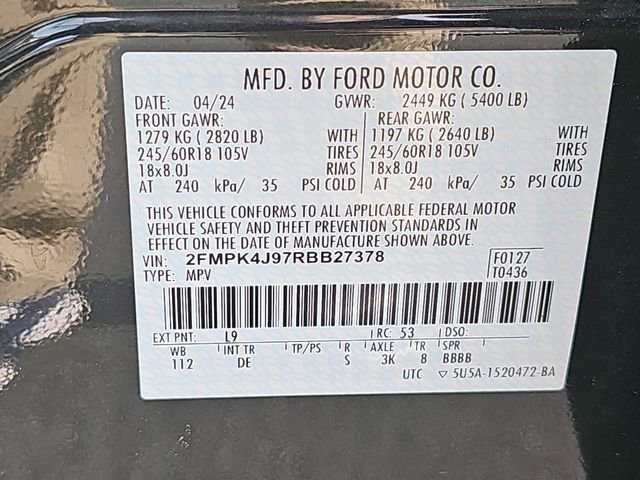 MFD. BY FORD MOTOR CO.
DATE: 04/24 GVWR: 2449 KG ( 5400 LB)
FRONT GAWR: REAR GAWR:
1279 KG ( 2820 LB) WITH 1197 KG ( 2640 LB) WITH
245/60R18 105V TIRES 245/60R18 105V TIRES
18x8.0J RIMS 18x8.0J RIMS
AT 240 kPa/ 35 PSI COLD AT 240 kPa/ 35 PSI COLD
THIS VEHICLE CONFORMS TO ALL APPLICABLE FEDERAL MOTOR
VEHICLE SAFETY AND THEFT PREVENTION STANDARDS IN
EFFECT ON THE DATE OF MANUFACTURE SHOWN ABOVE.
VIN: 2FMPK4J97RBB27378 F0127
TYPE: MPV T0436
EXT PNT: L9 RC: 53 DSO:
WB INT TR TP/PS R AXLE TR SPR
112 DE S 3K 8 BBBB
UTC ▽ 5U5A-1520472-BA